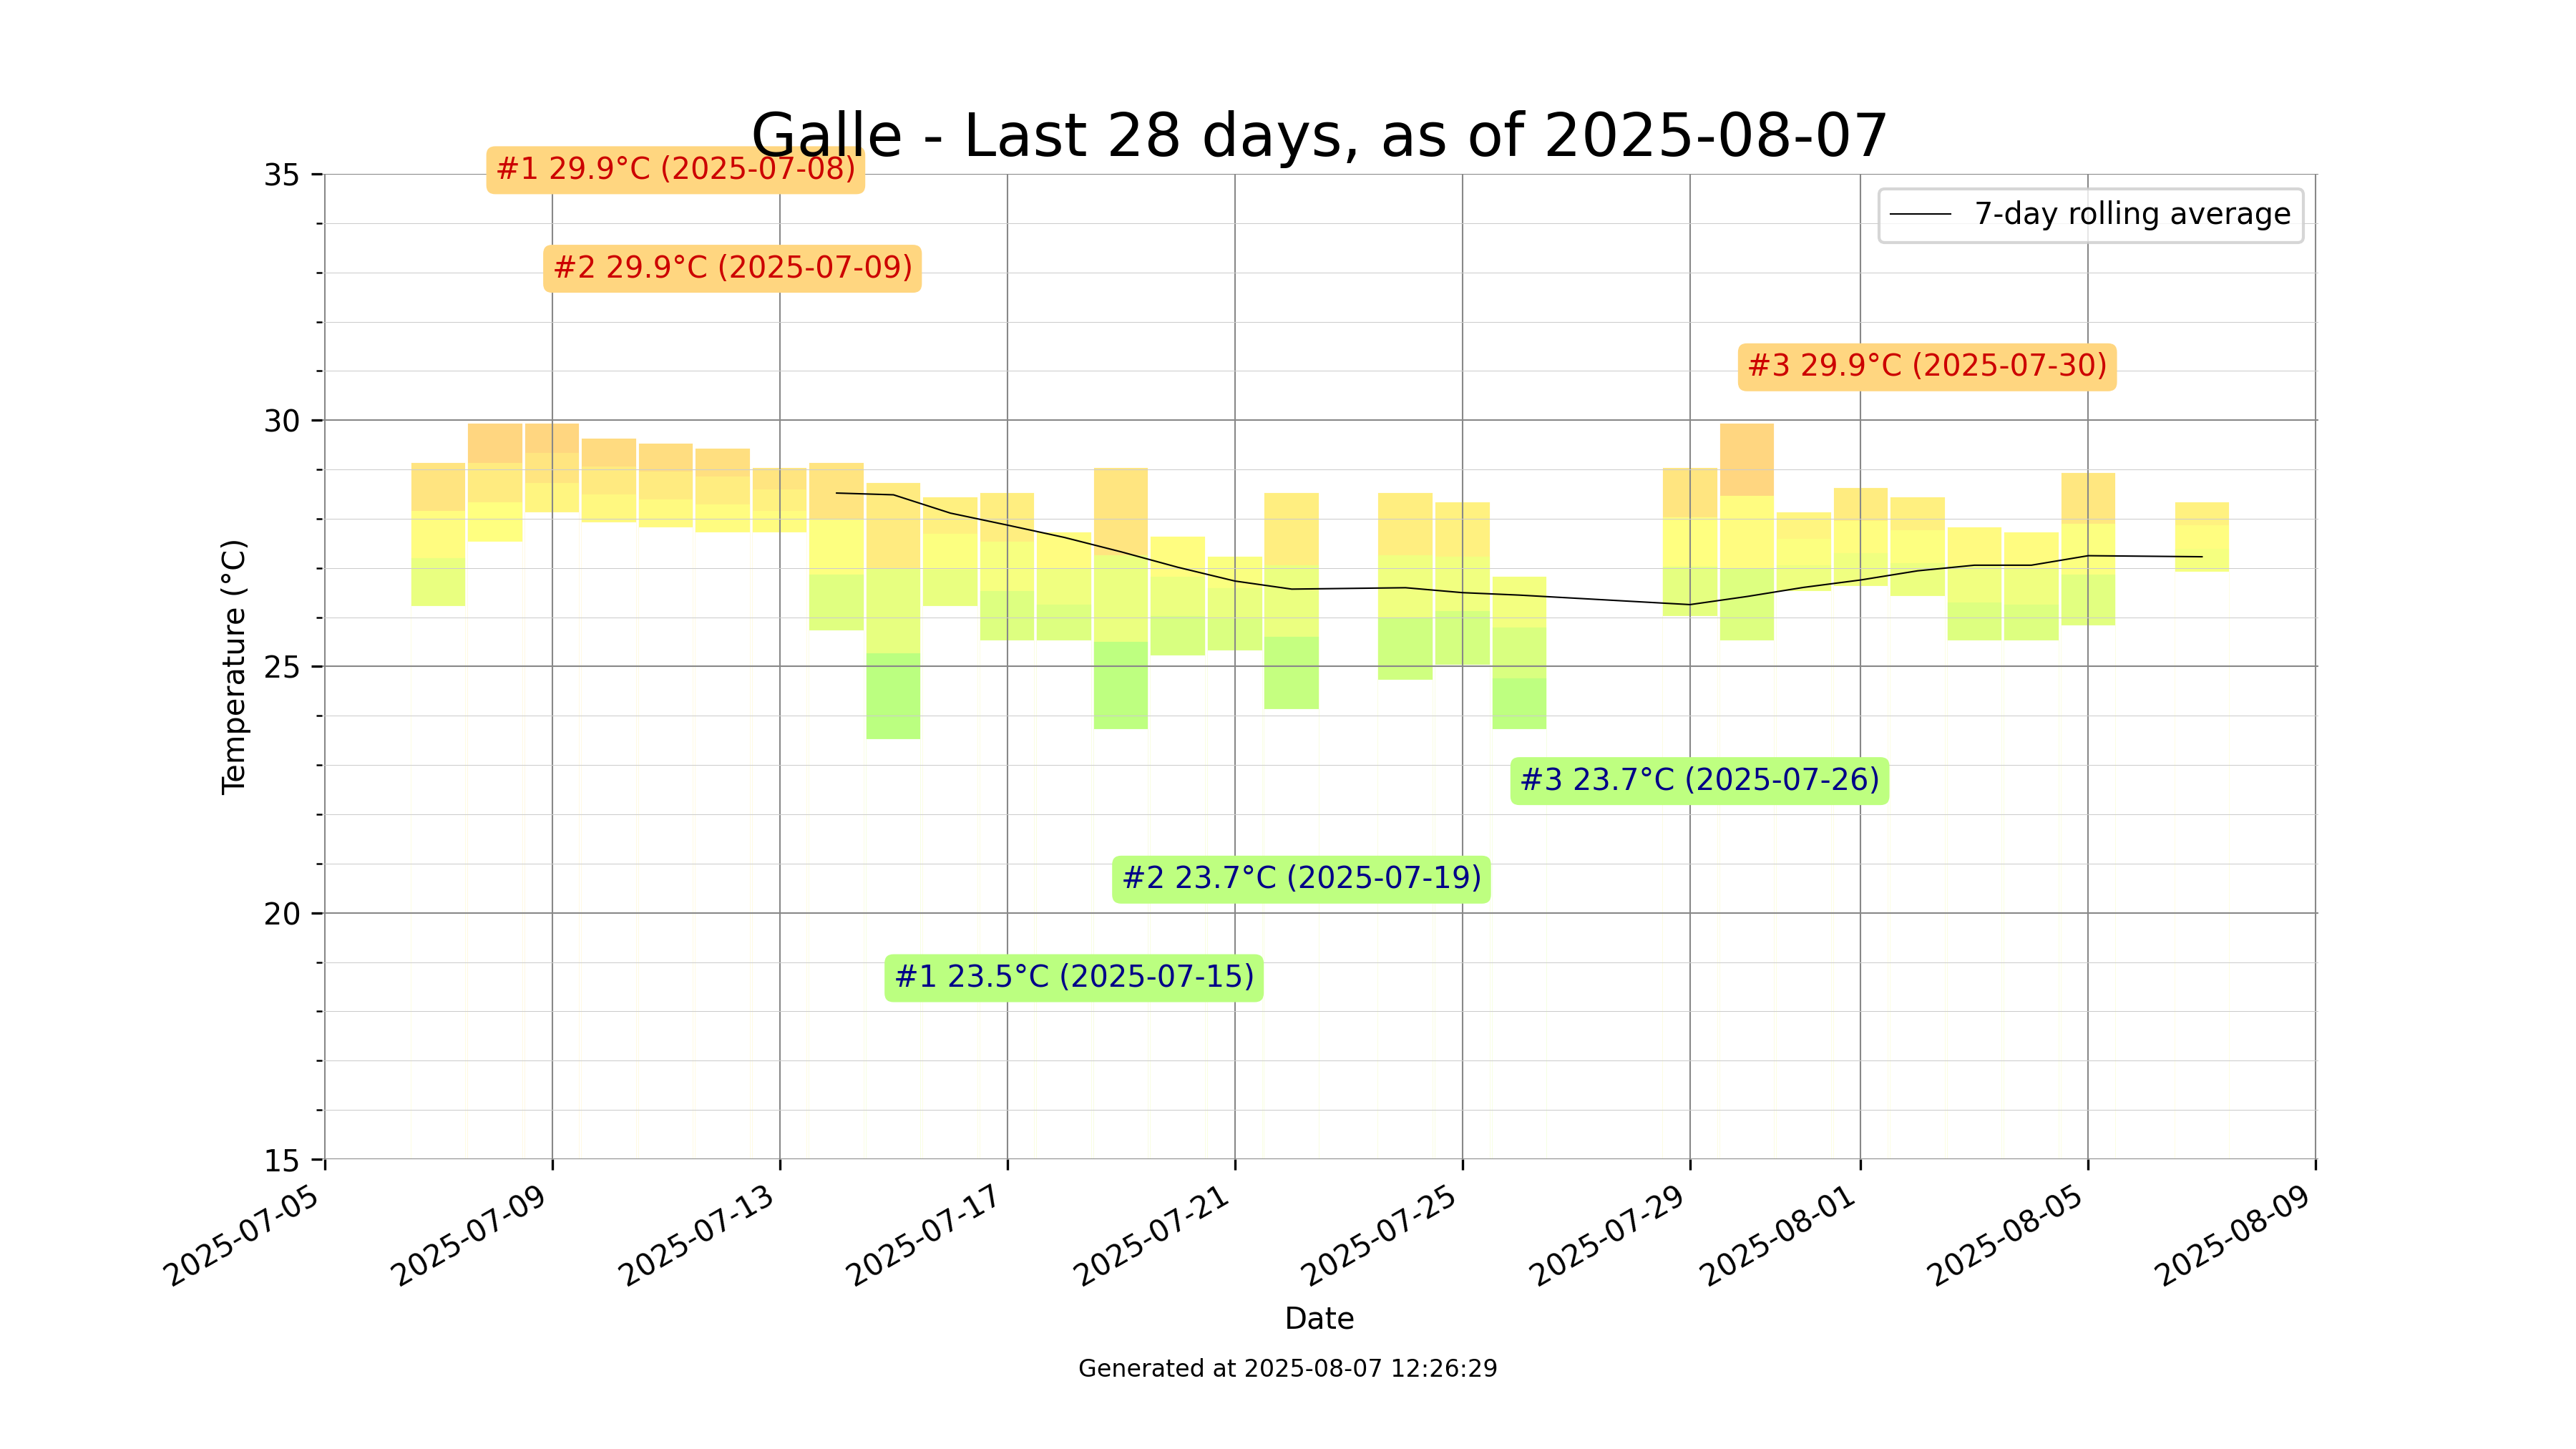 Galle - Last 28 days, as of 2025-08-07
#1 29.9°C (2025-07-08)
7-day rolling average
#2 29.9°C (2025-07-09)
#3 29.9°C (2025-07-30)
#3 23.7°C (2025-07-26)
#2 23.7°C (2025-07-19)
#1 23.5°C (2025-07-15)
35
30
25
20
15
Temperature (°C)
2025-07-05
2025-07-09
2025-07-13
2025-07-17
2025-07-21
2025-07-25
2025-07-29
2025-08-01
2025-08-05
2025-08-09
Date
Generated at 2025-08-07 12:26:29